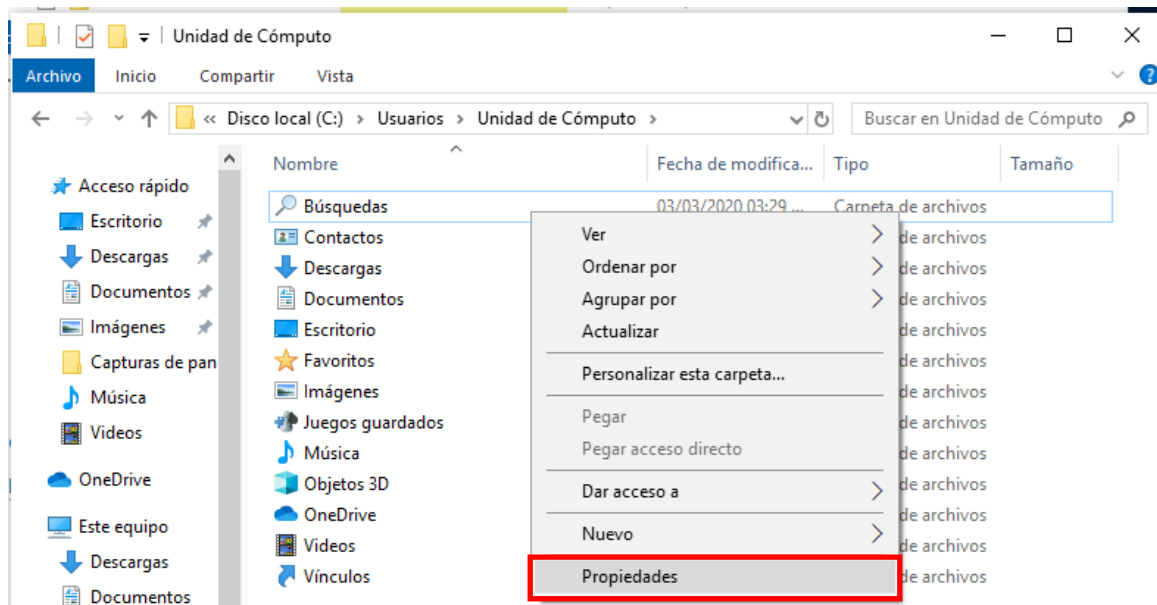 Unidad de Cómputo
Archivo Inicio Compartir Vista
« Disco local (C:) > Usuarios > Unidad de Cómputo > Buscar en Unidad de Cómputo
Nombre Fecha de modifica... Tipo Tamaño
Acceso rápido
Escritorio
Descargas
Documentos
Imágenes
Capturas de pan
Música
Videos
OneDrive
Este equipo
Descargas
Documentos
Búsquedas 03/03/2020 03:29 ... Carpeta de archivos
Contactos de archivos
Descargas de archivos
Documentos de archivos
Escritorio de archivos
Favoritos de archivos
Imágenes de archivos
Juegos guardados de archivos
Música de archivos
Objetos 3D de archivos
OneDrive de archivos
Videos de archivos
Vínculos de archivos
Ver
Ordenar por
Agrupar por
Actualizar
Personalizar esta carpeta...
Pegar
Pegar acceso directo
Dar acceso a
Nuevo
Propiedades